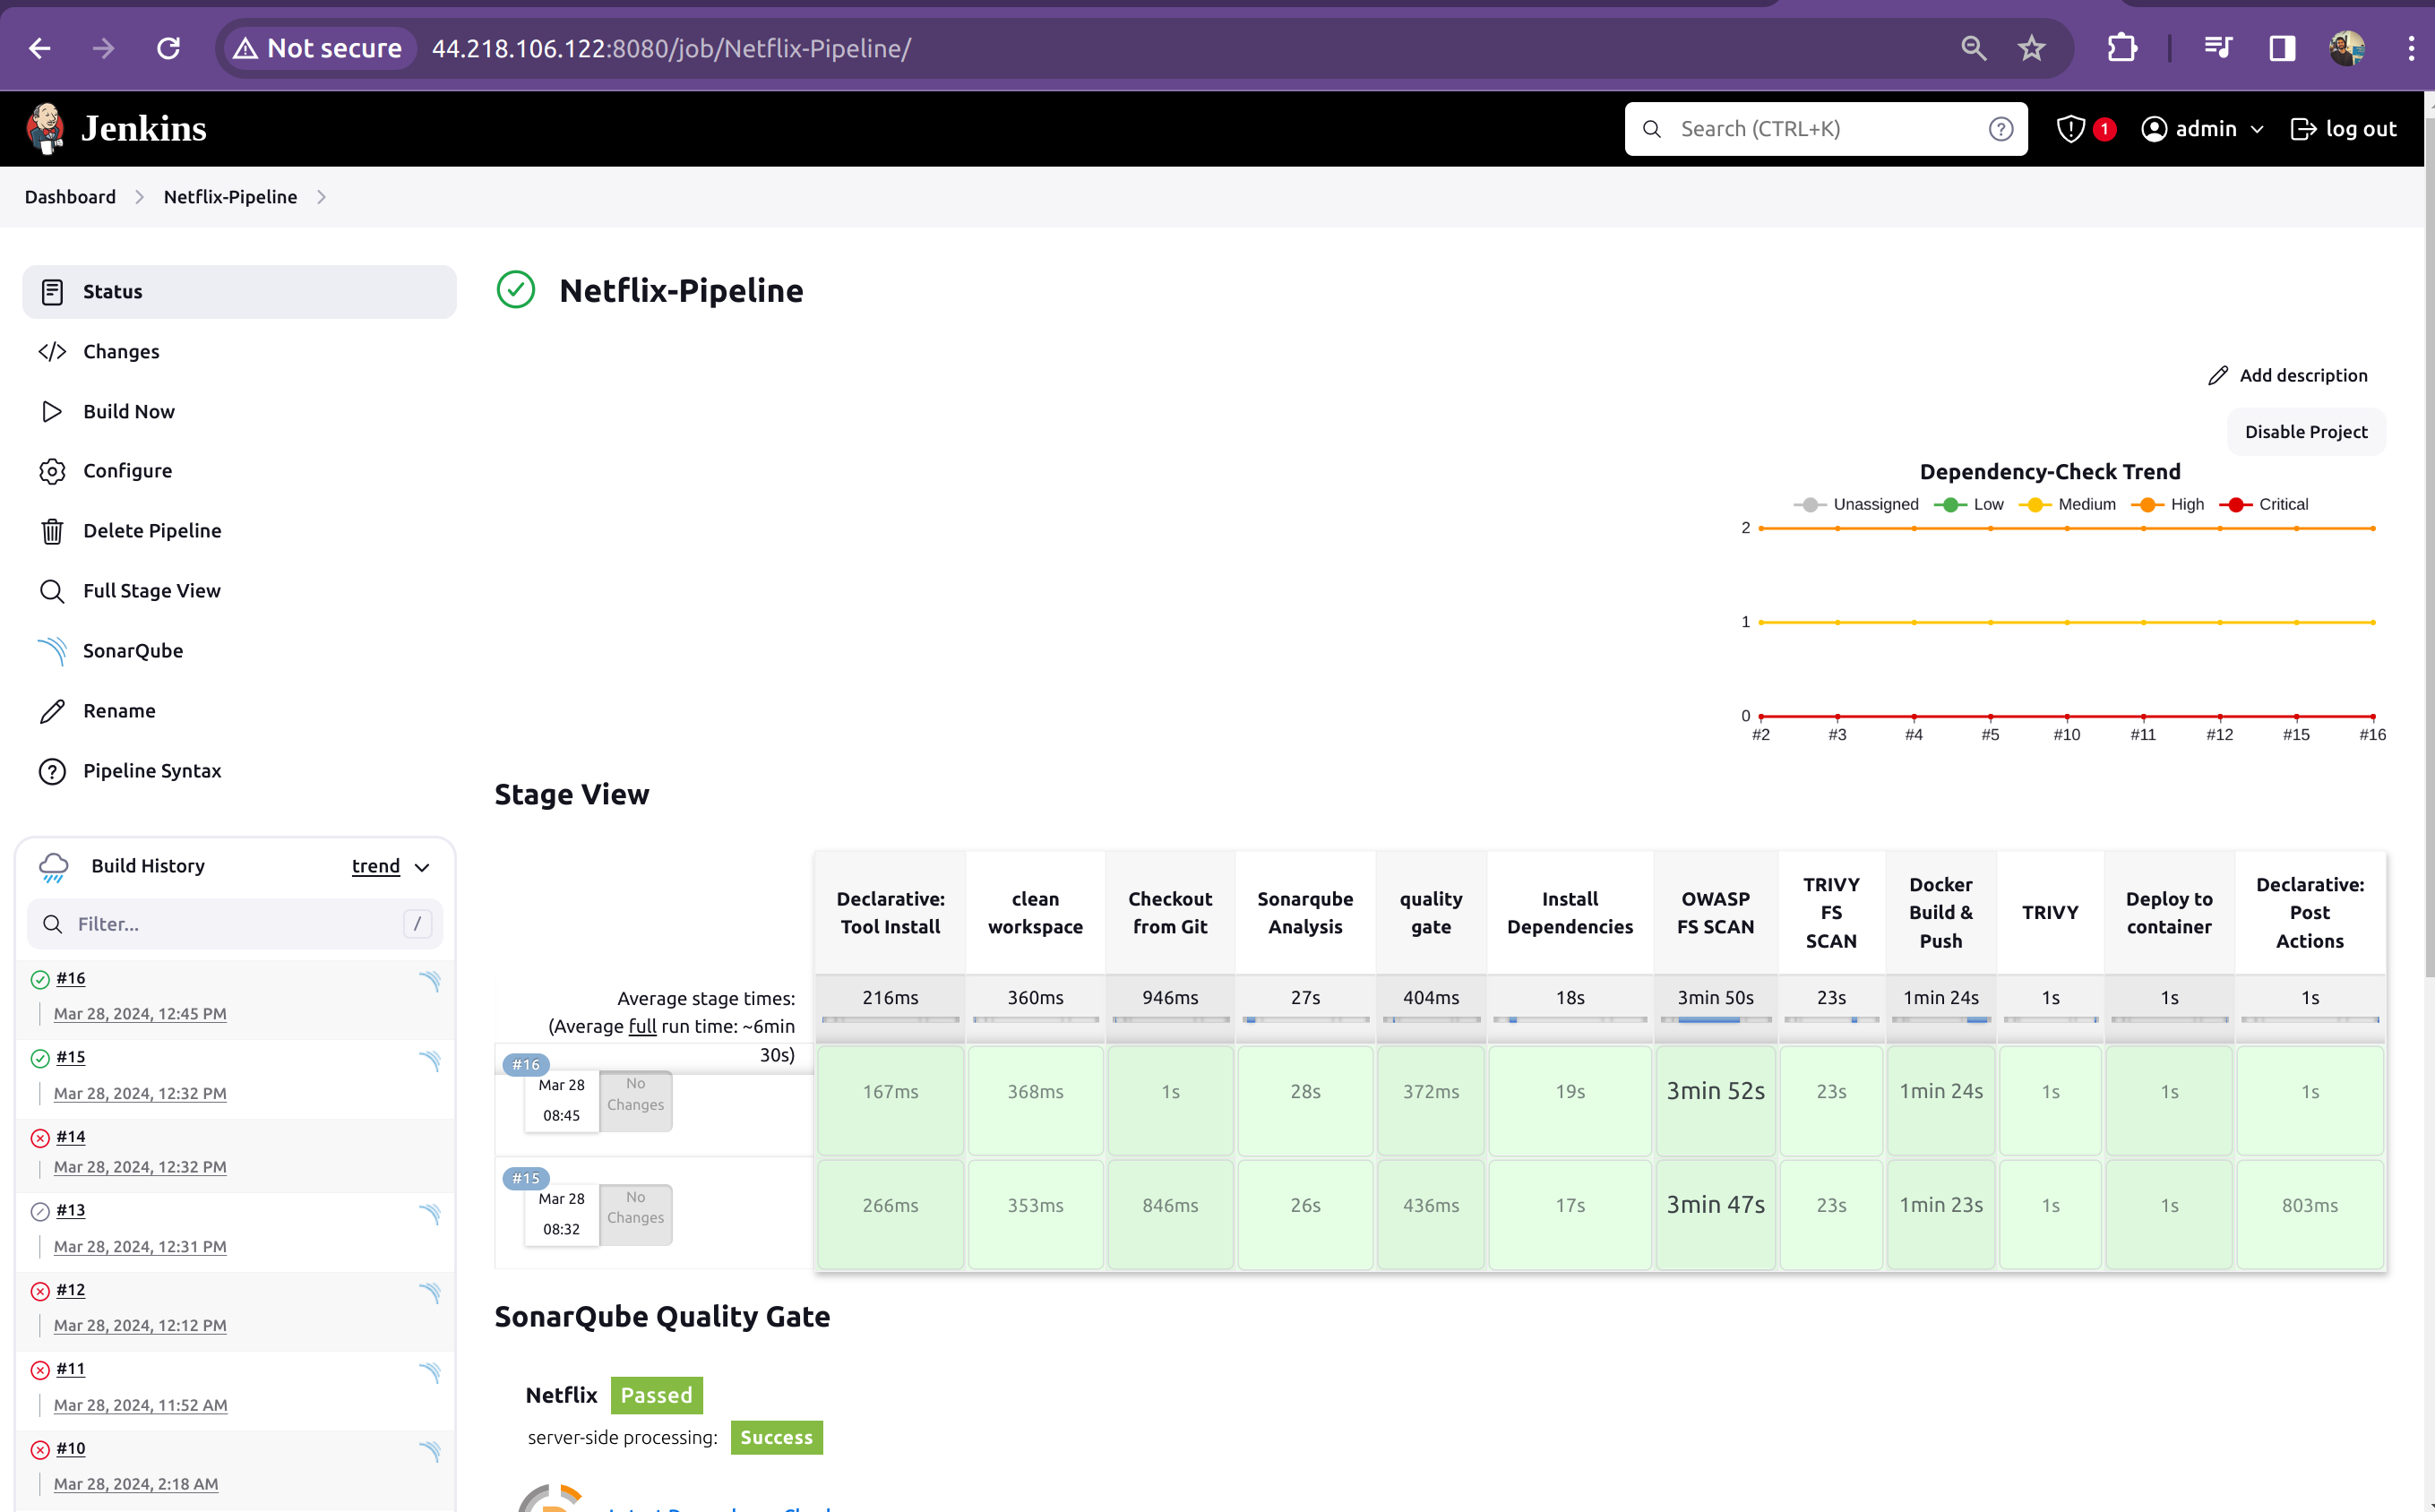 Not secure
44.218.106.122:8080/job/Netflix-Pipeline/
Jenkins
Search (CTRL+K)
1
admin
log out
Dashboard
Netflix-Pipeline
Status
Changes
Build Now
Configure
Delete Pipeline
Full Stage View
SonarQube
Rename
Pipeline Syntax
Build History
trend
Filter...
/
#16
Mar 28, 2024, 12:45 PM
#15
Mar 28, 2024, 12:32 PM
#14
Mar 28, 2024, 12:32 PM
#13
Mar 28, 2024, 12:31 PM
#12
Mar 28, 2024, 12:12 PM
#11
Mar 28, 2024, 11:52 AM
#10
Mar 28, 2024, 2:18 AM
Netflix-Pipeline
Add description
Disable Project
Dependency-Check Trend
Unassigned Low Medium High Critical
2
1
0
#2 #3 #4 #5 #10 #11 #12 #15 #16
Stage View
Declarative: Tool Install
clean workspace
Checkout from Git
Sonarqube Analysis
quality gate
Install Dependencies
OWASP FS SCAN
TRIVY FS SCAN
Docker Build & Push
TRIVY
Deploy to container
Declarative: Post Actions
Average stage times:
(Average full run time: ~6min
30s)
216ms 360ms 946ms 27s 404ms 18s 3min 50s 23s 1min 24s 1s 1s 1s
#16
Mar 28
08:45
No
Changes
167ms 368ms 1s 28s 372ms 19s 3min 52s 23s 1min 24s 1s 1s 1s
#15
Mar 28
08:32
No
Changes
266ms 353ms 846ms 26s 436ms 17s 3min 47s 23s 1min 23s 1s 1s 803ms
SonarQube Quality Gate
Netflix Passed
server-side processing: Success